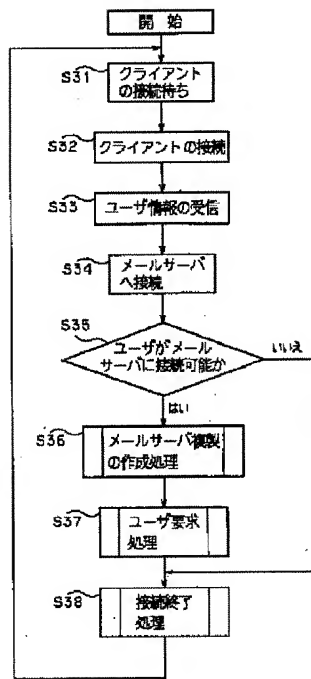 開 始
S31
クライアント
の接続待ち
S32
クライアントの接続
S33
ユーザ情報の受信
S34
メールサーバ
へ接続
S35
ユーザがメール
サーバに接続可能か
いいえ
はい
S36
メールサーバ複製
の作成処理
S37
ユーザ要求
処理
S38
接続終了
処理